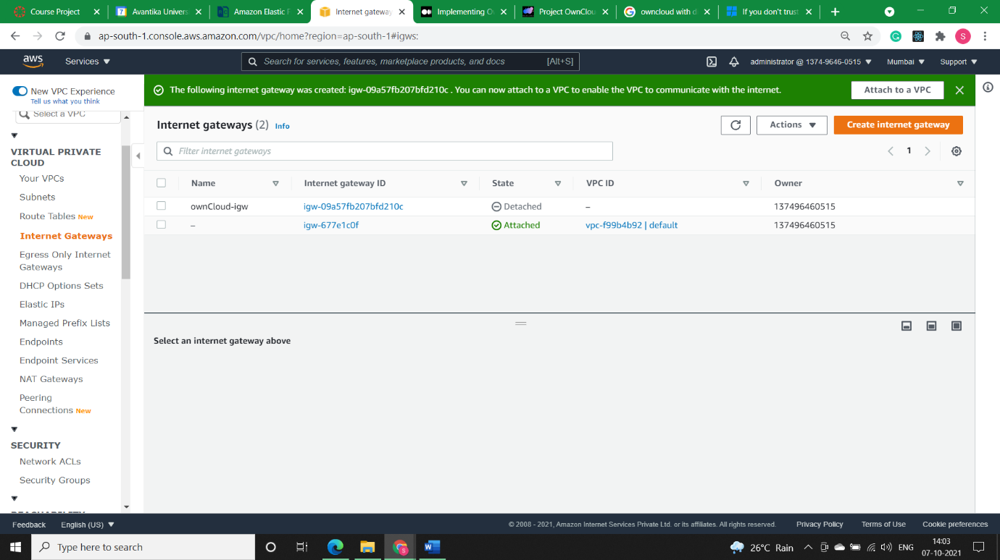 Course Project
Avantika Univers
Amazon Elastic F
Internet gateway
Implementing O
Project OwnClou
owncloud with d
If you don't trust
ap-south-1.console.aws.amazon.com/vpc/home?region=ap-south-1#igws:
S
aws
Services
Search for services, features, marketplace products, and docs
[Alt+S]
administrator @ 1374-9646-0515
Mumbai
Support
New VPC Experience
Tell us what you think
Select a VPC
VIRTUAL PRIVATE
CLOUD
Your VPCs
Subnets
Route Tables New
Internet Gateways
Egress Only Internet
Gateways
DHCP Options Sets
Elastic IPs
Managed Prefix Lists
Endpoints
Endpoint Services
NAT Gateways
Peering
Connections New
SECURITY
Network ACLs
Security Groups
REACHABILITY
The following internet gateway was created: igw-09a57fb207bfd210c . You can now attach to a VPC to enable the VPC to communicate with the internet.
Attach to a VPC
Internet gateways (2) Info
Actions
Create internet gateway
Filter internet gateways
1
Name Internet gateway ID State VPC ID Owner
ownCloud-igw igw-09a57fb207bfd210c Detached – 137496460515
– igw-677e1c0f Attached vpc-f99b4b92 | default 137496460515
Select an internet gateway above
Feedback English (US)
© 2008 - 2021, Amazon Internet Services Private Ltd. or its affiliates. All rights reserved. Privacy Policy Terms of Use Cookie preferences
Type here to search
26°C Rain
ENG
14:03
07-10-2021